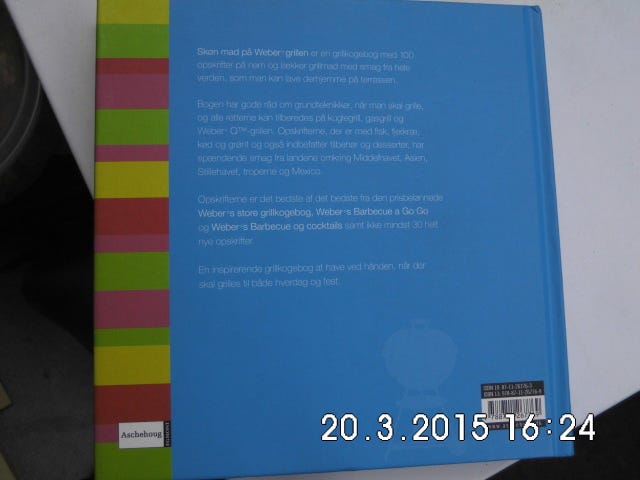 Skøn mad på Weber®grillen er en grillkogebog med 100
opskrifter på nem og lækker grillmad med smag fra hele
verden, som man kan lave derhjemme på terrassen.
Bogen har gode råd om grundteknikker, når man skal grille,
og alle retterne kan tilberedes på kuglegrill, gasgrill og
Weber® Q™-grillen. Opskrifterne, der er med fisk, fjerkræ,
kød og grønt og også indbefatter tilbehør og desserter, har
spændende smag fra landene omkring Middelhavet, Asien,
Stillehavet, troperne og Mexico.
Opskrifterne er det bedste af det bedste fra den prisbelønnede
Weber®s store grillkogebog, Weber®s Barbecue a Go Go
og Weber®s Barbecue og cocktails samt ikke mindst 30 helt
nye opskrifter.
En inspirerende grillkogebog at have ved hånden, når der
skal grilles til både hverdag og fest.
Aschehoug
20.3.2015 16:24